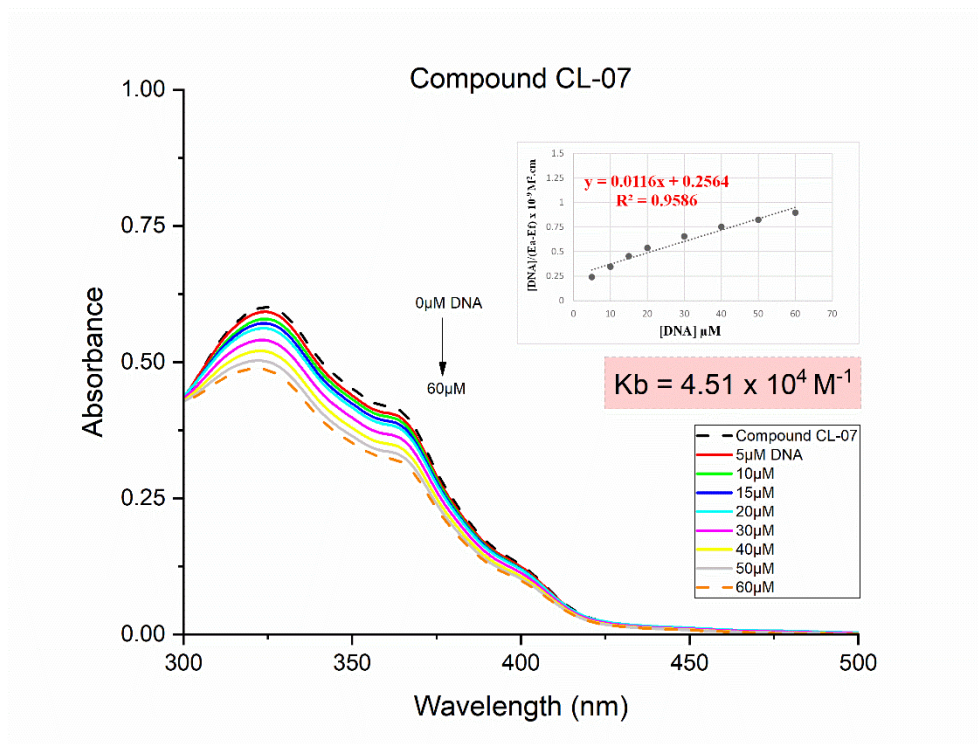 Compound CL-07
1.00
0.75
0.50
0.25
0.00
Absorbance
300
350
400
450
500
Wavelength (nm)
0µM DNA
60µM
[DNA]/(Ea-Ef) x 10⁻⁹ M².cm
1.5
1.25
1
0.75
0.5
0.25
0
y = 0.0116x + 0.2564
R² = 0.9586
0 10 20 30 40 50 60 70
[DNA] µM
Kb = 4.51 x 10⁴ M⁻¹
Compound CL-07
5µM DNA
10µM
15µM
20µM
30µM
40µM
50µM
60µM